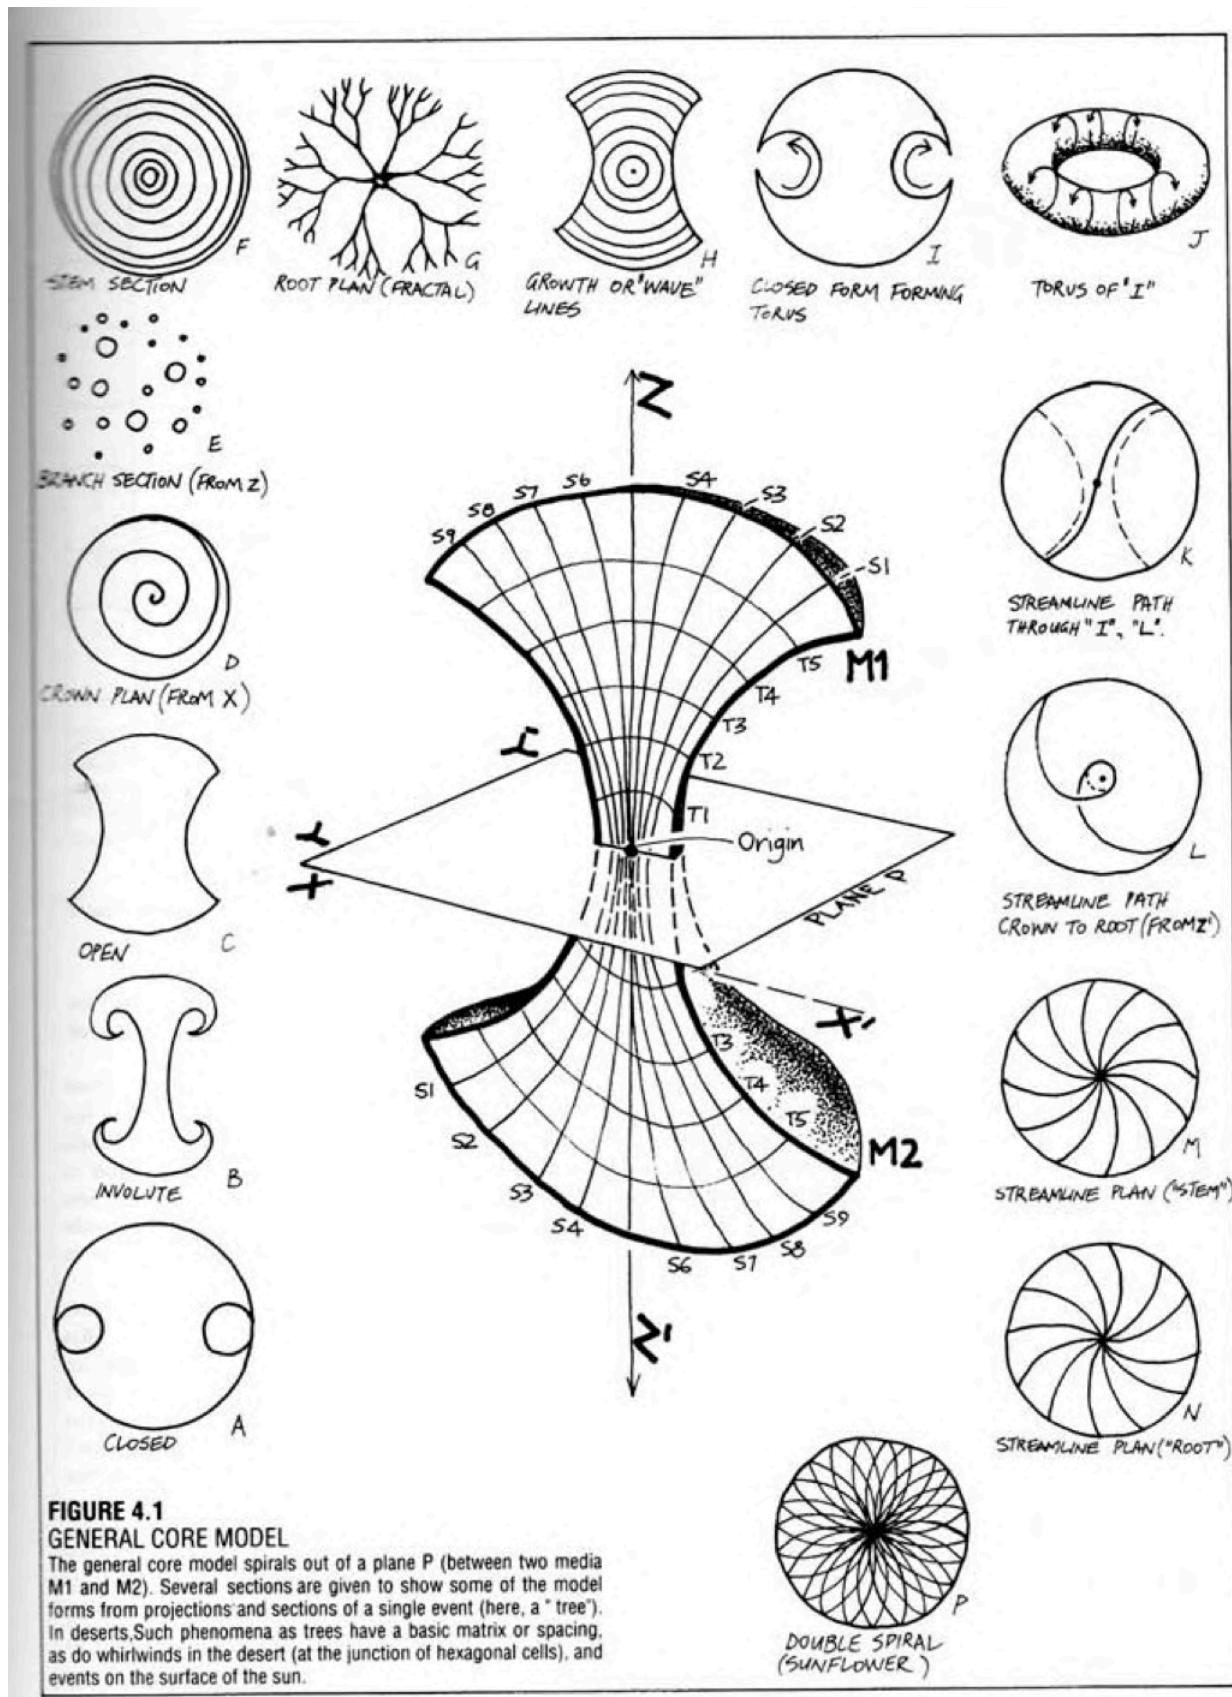 F
STEM SECTION
G
ROOT PLAN (FRACTAL)
H
GROWTH OR "WAVE"
LINES
I
CLOSED FORM FORMING
TORUS
J
TORUS OF "I"
E
BRANCH SECTION (FROM Z)
D
CROWN PLAN (FROM X)
C
OPEN
B
INVOLUTE
A
CLOSED
Z
S9
S8
S7
S6
S4
S3
S2
S1
M1
T5
T4
T3
T2
T1
Y'
Y
X
Origin
PLANE P
X'
T3
T4
T5
M2
S1
S2
S3
S4
S6
S7
S8
S9
Z'
K
STREAMLINE PATH
THROUGH "I", "L".
L
STREAMLINE PATH
CROWN TO ROOT (FROM Z')
M
STREAMLINE PLAN ("STEM")
N
STREAMLINE PLAN ("ROOT")
P
DOUBLE SPIRAL
(SUNFLOWER)
FIGURE 4.1
GENERAL CORE MODEL
The general core model spirals out of a plane P (between two media
M1 and M2). Several sections are given to show some of the model
forms from projections and sections of a single event (here, a "tree").
In deserts,Such phenomena as trees have a basic matrix or spacing,
as do whirlwinds in the desert (at the junction of hexagonal cells), and
events on the surface of the sun.